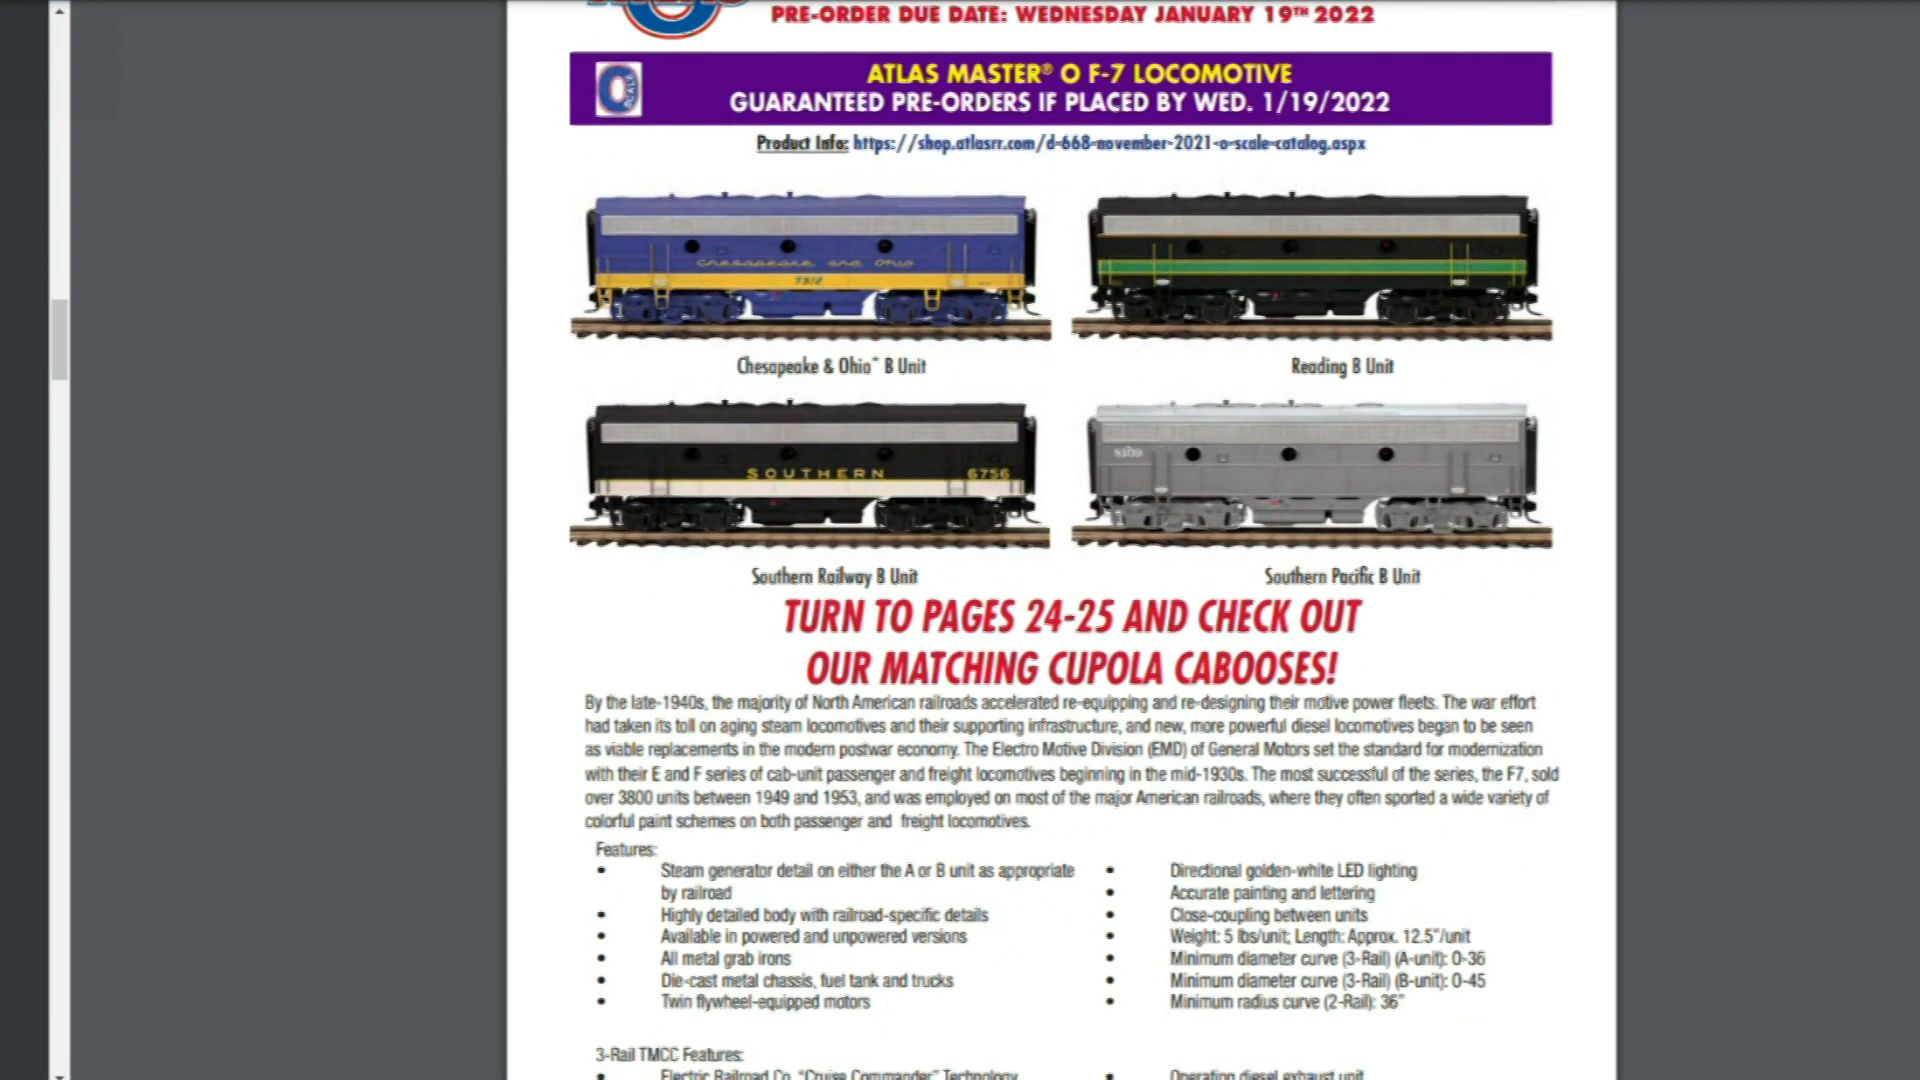 PRE-ORDER DUE DATE: WEDNESDAY JANUARY 19TH 2022
O SCALE
ATLAS MASTER® O F-7 LOCOMOTIVE
GUARANTEED PRE-ORDERS IF PLACED BY WED. 1/19/2022
Product Info: https://shop.atlasrr.com/d-668-november-2021-o-scale-catalog.aspx
Chesapeake and Ohio
7512
Chesapeake & Ohio™ B Unit
Reading B Unit
SOUTHERN 6756
8109
Southern Railway B Unit
Southern Pacific B Unit
TURN TO PAGES 24-25 AND CHECK OUT
OUR MATCHING CUPOLA CABOOSES!
By the late-1940s, the majority of North American railroads accelerated re-equipping and re-designing their motive power fleets. The war effort
had taken its toll on aging steam locomotives and their supporting infrastructure, and new, more powerful diesel locomotives began to be seen
as viable replacements in the modern postwar economy. The Electro Motive Division (EMD) of General Motors set the standard for modernization
with their E and F series of cab-unit passenger and freight locomotives beginning in the mid-1930s. The most successful of the series, the F7, sold
over 3800 units between 1949 and 1953, and was employed on most of the major American railroads, where they often sported a wide variety of
colorful paint schemes on both passenger and freight locomotives.
Features:
• Steam generator detail on either the A or B unit as appropriate
by railroad
• Highly detailed body with railroad-specific details
• Available in powered and unpowered versions
• All metal grab irons
• Die-cast metal chassis, fuel tank and trucks
• Twin flywheel-equipped motors
• Directional golden-white LED lighting
• Accurate painting and lettering
• Close-coupling between units
• Weight: 5 lbs/unit; Length: Approx. 12.5"/unit
• Minimum diameter curve (3-Rail) (A-unit): O-36
• Minimum diameter curve (3-Rail) (B-unit): O-45
• Minimum radius curve (2-Rail): 36"
3-Rail TMCC Features:
• Electric Railroad Co. "Cruise Commander" Technology
• Operating diesel exhaust unit